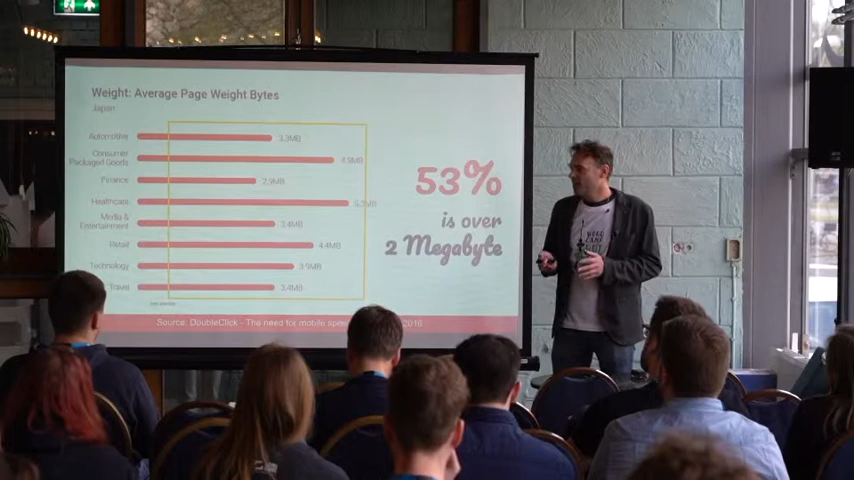 Weight: Average Page Weight Bytes
Japan
Automotive 3.3MB
Consumer
Packaged Goods 4.9MB
Finance 2.9MB
Healthcare 5.3MB
Media &
Entertainment 3.4MB
Retail 4.4MB
Technology 3.9MB
Travel 3.4MB
53%
is over
2 Megabyte
Source: DoubleClick - The need for mobile 2016